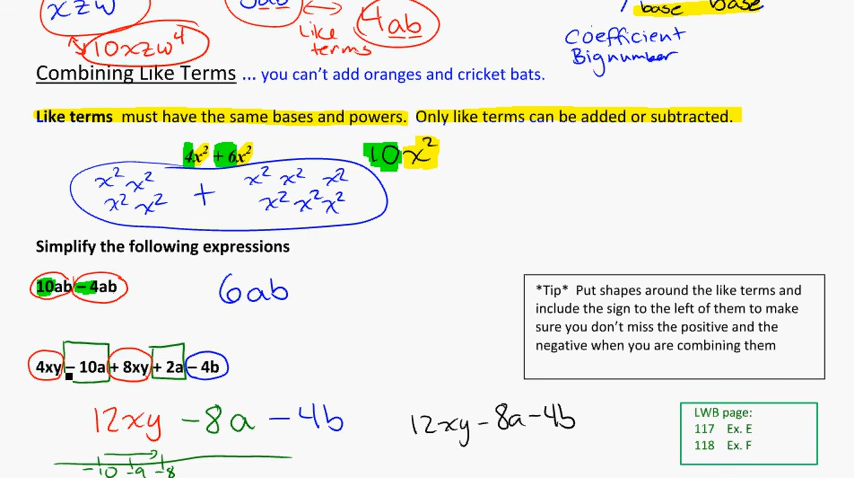 xzw
10xzw⁴
Like
terms
4ab
base base
Coefficient
Big number
Combining Like Terms ... you can't add oranges and cricket bats.
Like terms must have the same bases and powers. Only like terms can be added or subtracted.
4x² + 6x² 10x²
x² x² x² x² x²
+
x² x² x² x² x²
Simplify the following expressions
10ab – 4ab 6ab
*Tip* Put shapes around the like terms and
include the sign to the left of them to make
sure you don't miss the positive and the
negative when you are combining them
4xy – 10a + 8xy + 2a – 4b
12xy – 8a – 4b 12xy – 8a – 4b
-10 -9 -8
LWB page:
117 Ex. E
118 Ex. F